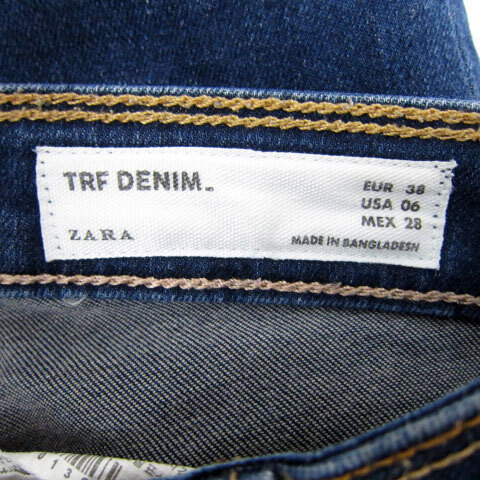 TRF DENIM.
ZARA
EUR 38
USA 06
MEX 28
MADE IN BANGLADESH